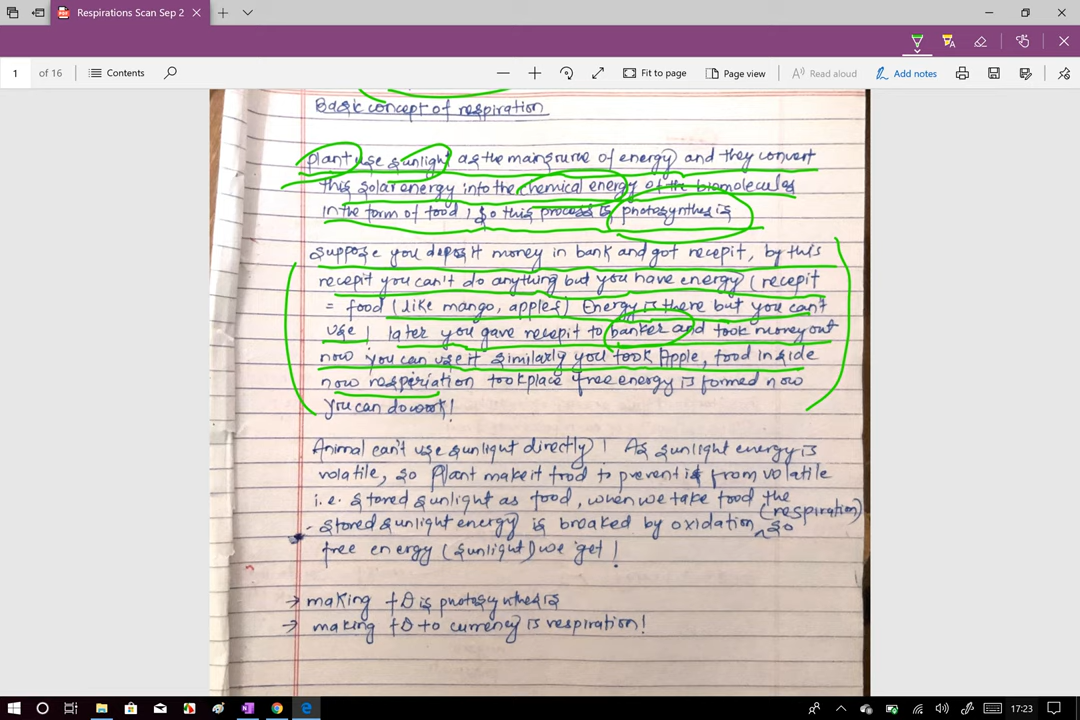 Respirations Scan Sep 2
1 of 16 Contents Fit to page Page view Read aloud Add notes
Basic concept of respiration
plant use sunlight as the main source of energy and they convert
this solar energy into the chemical energy of the biomolecules
in the form of food, so this process is photosynthesis
suppose you deposit money in bank and got recepit, by this
recepit you can't do anything but you have energy (recepit
= food (like mango, apples) Energy is there but you can't
use! later you gave recepit to banker and took money out
now you can use it similarly you took Apple, food inside
now resperiation took place free energy is formed now
you can do work!
Animal can't use sunlight directly! As sunlight energy is
volatile, so Plant make it food to prevent it from volatile
i.e. stored sunlight as food, when we take food the
stored sunlight energy is breaked by oxidation ^ (respiration) so
free energy (sunlight) we get!
→ making FD is photosynthesis
→ making FD to currency is respiration!
17:23